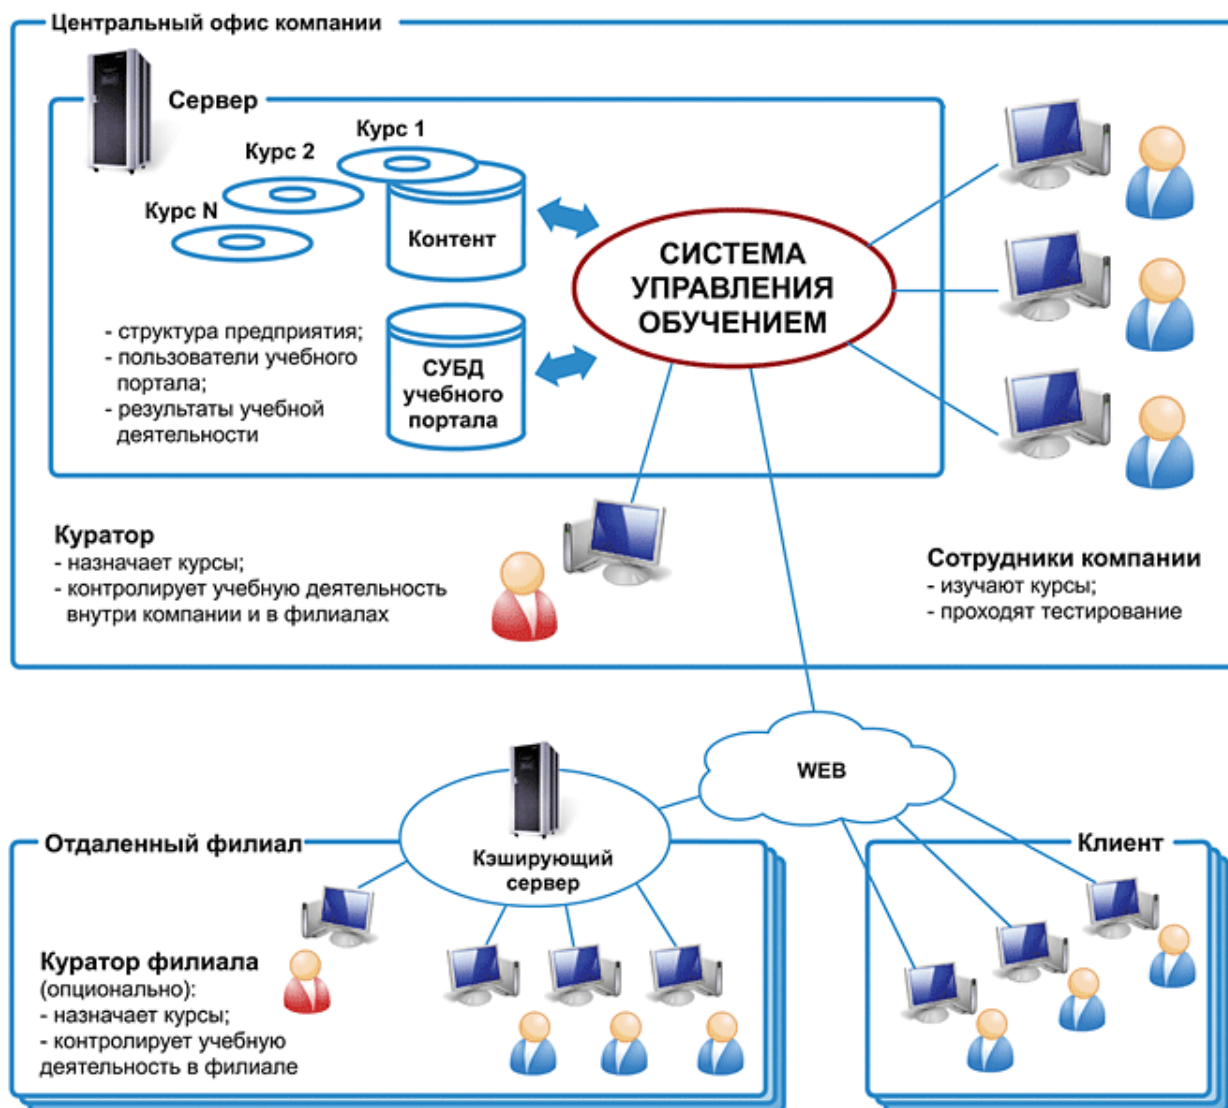 Центральный офис компании
Сервер
Курс 1
Курс 2
Курс N
Контент
СИСТЕМА
УПРАВЛЕНИЯ
ОБУЧЕНИЕМ
- структура предприятия;
- пользователи учебного
портала;
- результаты учебной
деятельности
СУБД
учебного
портала
Куратор
- назначает курсы;
- контролирует учебную деятельность
внутри компании и в филиалах
Сотрудники компании
- изучают курсы;
- проходят тестирование
WEB
Отдаленный филиал
Кэширующий
сервер
Куратор филиала
(опционально):
- назначает курсы;
- контролирует учебную
деятельность в филиале
Клиент